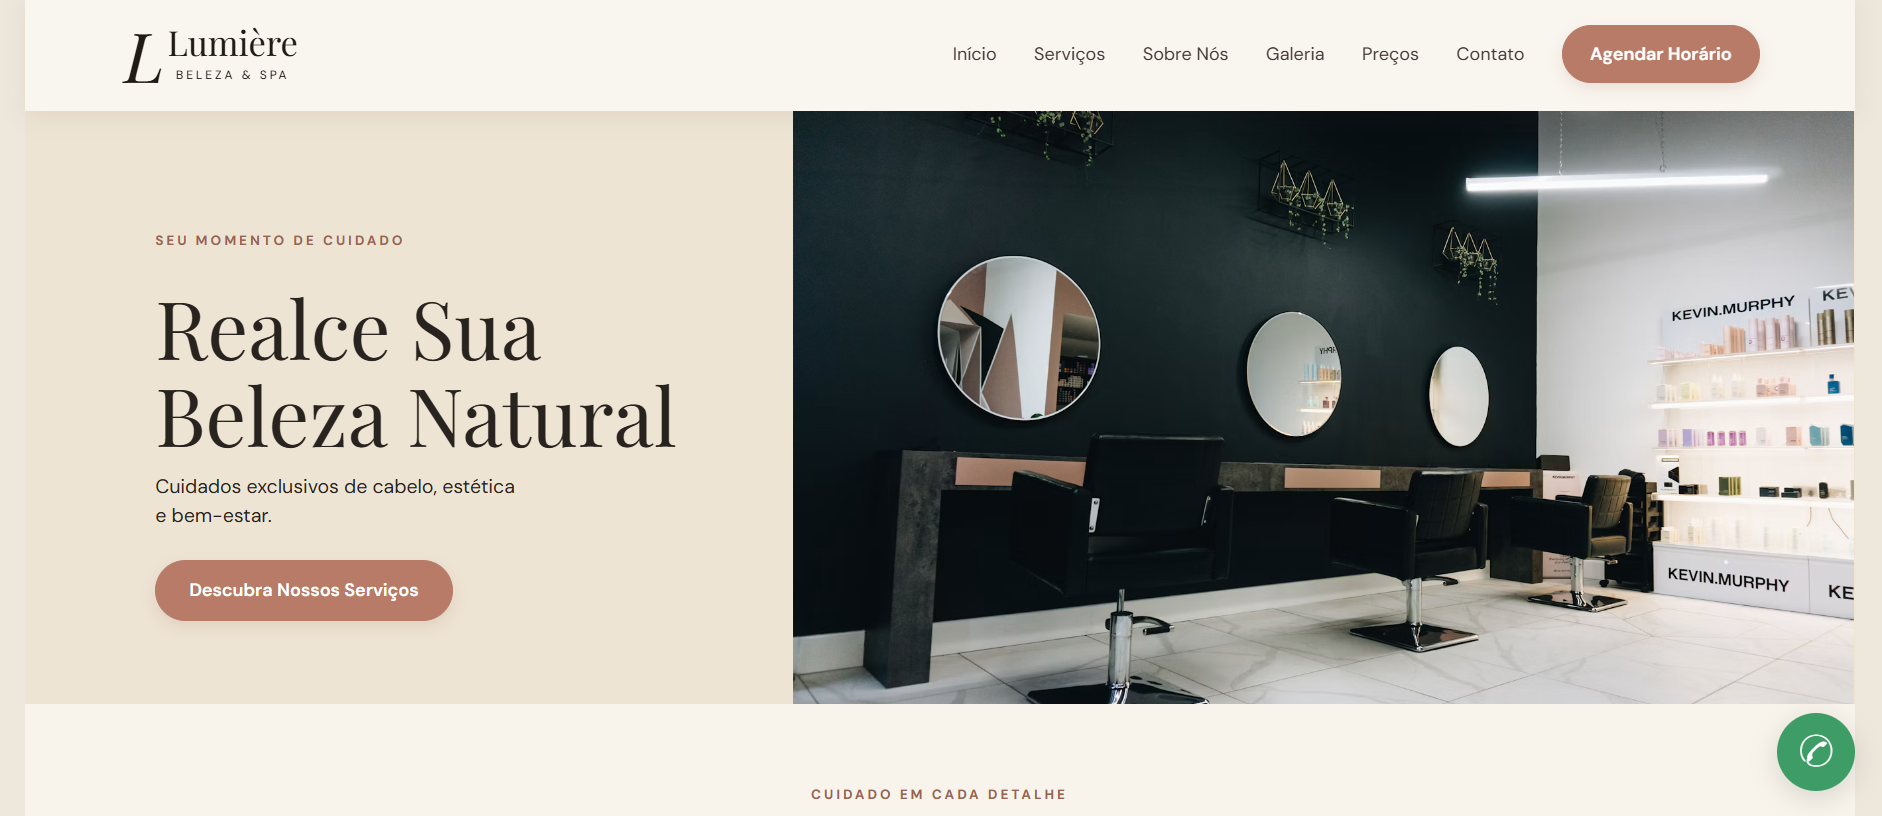 L Lumière
BELEZA & SPA
Início
Serviços
Sobre Nós
Galeria
Preços
Contato
Agendar Horário
SEU MOMENTO DE CUIDADO
Realce Sua
Beleza Natural
Cuidados exclusivos de cabelo, estética
e bem-estar.
Descubra Nossos Serviços
KEVIN.MURPHY
KEV
KEVIN.MURPHY
KE
CUIDADO EM CADA DETALHE